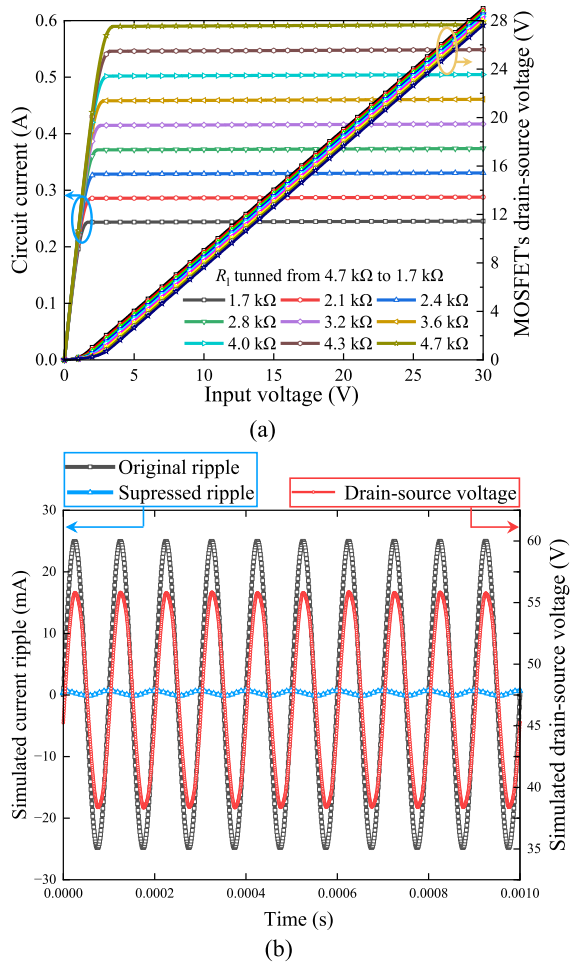 Circuit current (A)
0.6
0.5
0.4
0.3
0.2
0.1
0.0
28
24
20
16
12
8
4
0
MOSFET's drain-source voltage (V)
R1 tunned from 4.7 kΩ to 1.7 kΩ
1.7 kΩ 2.1 kΩ 2.4 kΩ
2.8 kΩ 3.2 kΩ 3.6 kΩ
4.0 kΩ 4.3 kΩ 4.7 kΩ
0 5 10 15 20 25 30
Input voltage (V)
(a)
Original ripple
Supressed ripple
Drain-source voltage
Simulated current ripple (mA)
30
20
10
0
−10
−20
−30
60
55
50
45
40
35
Simulated drain-source voltage (V)
0.0000 0.0002 0.0004 0.0006 0.0008 0.0010
Time (s)
(b)